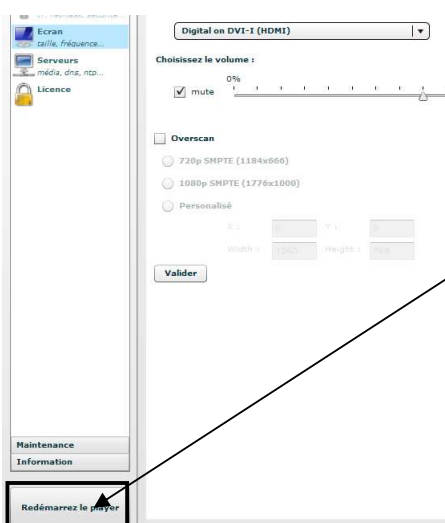 Ecran
taille, fréquence...
Serveurs
média, dns, ntp...
Licence
Maintenance
Information
Redémarrez le player
Digital on DVI-I (HDMI)
Choisissez le volume :
0%
mute
Overscan
720p SMPTE (1184x666)
1080p SMPTE (1776x1000)
Personalisé
X :
Y :
Width :
Height :
Valider